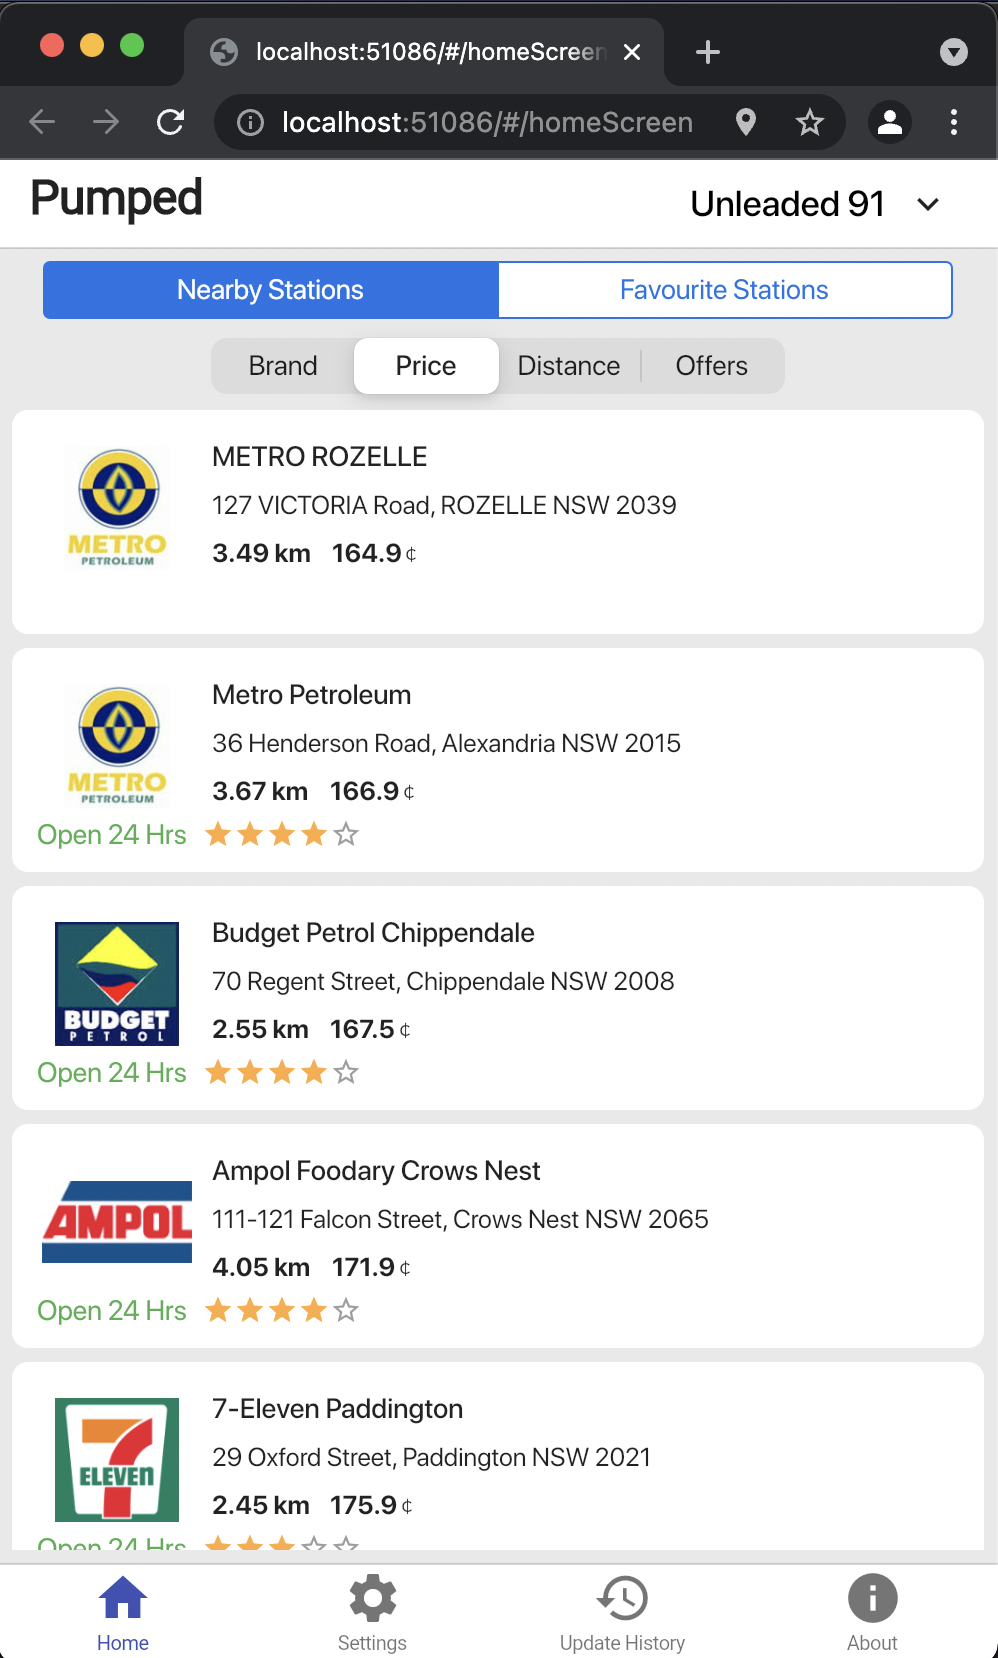 localhost:51086/#/homeScreen
localhost:51086/#/homeScreen
Pumped
Unleaded 91
Nearby Stations
Favourite Stations
Brand
Price
Distance
Offers
METRO
PETROLEUM
METRO ROZELLE
127 VICTORIA Road, ROZELLE NSW 2039
3.49 km 164.9 ¢
METRO
PETROLEUM
Metro Petroleum
36 Henderson Road, Alexandria NSW 2015
3.67 km 166.9 ¢
Open 24 Hrs
BUDGET
PETROL
Budget Petrol Chippendale
70 Regent Street, Chippendale NSW 2008
2.55 km 167.5 ¢
Open 24 Hrs
AMPOL
Ampol Foodary Crows Nest
111-121 Falcon Street, Crows Nest NSW 2065
4.05 km 171.9 ¢
Open 24 Hrs
7
ELEVEN
7-Eleven Paddington
29 Oxford Street, Paddington NSW 2021
2.45 km 175.9 ¢
Open 24 Hrs
Home
Settings
Update History
About